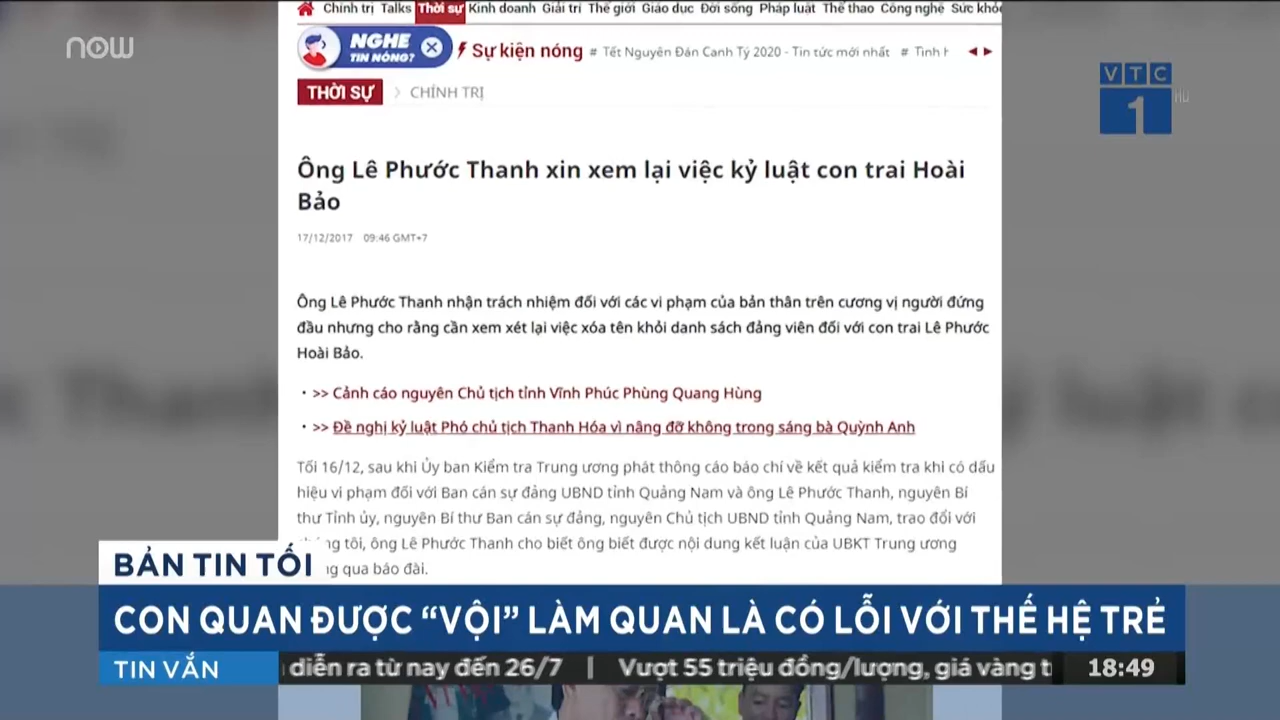 now
Chính trị Talks Thời sự Kinh doanh Giải trí Thế giới Giáo dục Đời sống Pháp luật Thể thao Công nghệ Sức khỏe
NGHE
TIN NÓNG?
Sự kiện nóng # Tết Nguyên Đán Canh Tý 2020 - Tin tức mới nhất # Tình h
VTC
1
THỜI SỰ CHÍNH TRỊ
Ông Lê Phước Thanh xin xem lại việc kỷ luật con trai Hoài
Bảo
17/12/2017 09:46 GMT+7
Ông Lê Phước Thanh nhận trách nhiệm đối với các vi phạm của bản thân trên cương vị người đứng
đầu nhưng cho rằng cần xem xét lại việc xóa tên khỏi danh sách đảng viên đối với con trai Lê Phước
Hoài Bảo.
• >> Cảnh cáo nguyên Chủ tịch tỉnh Vĩnh Phúc Phùng Quang Hùng
• >> Đề nghị kỷ luật Phó chủ tịch Thanh Hóa vì nâng đỡ không trong sáng bà Quỳnh Anh
Tối 16/12, sau khi Ủy ban Kiểm tra Trung ương phát thông cáo báo chí về kết quả kiểm tra khi có dấu
hiệu vi phạm đối với Ban cán sự đảng UBND tỉnh Quảng Nam và ông Lê Phước Thanh, nguyên Bí
thư Tỉnh ủy, nguyên Bí thư Ban cán sự đảng, nguyên Chủ tịch UBND tỉnh Quảng Nam, trao đổi với
tôi, ông Lê Phước Thanh cho biết ông biết được nội dung kết luận của UBKT Trung ương
qua báo đài.
BẢN TIN TỐI
CON QUAN ĐƯỢC “VỘI” LÀM QUAN LÀ CÓ LỖI VỚI THẾ HỆ TRẺ
TIN VẮN diễn ra từ nay đến 26/7 | Vượt 55 triệu đồng/lượng, giá vàng t 18:49